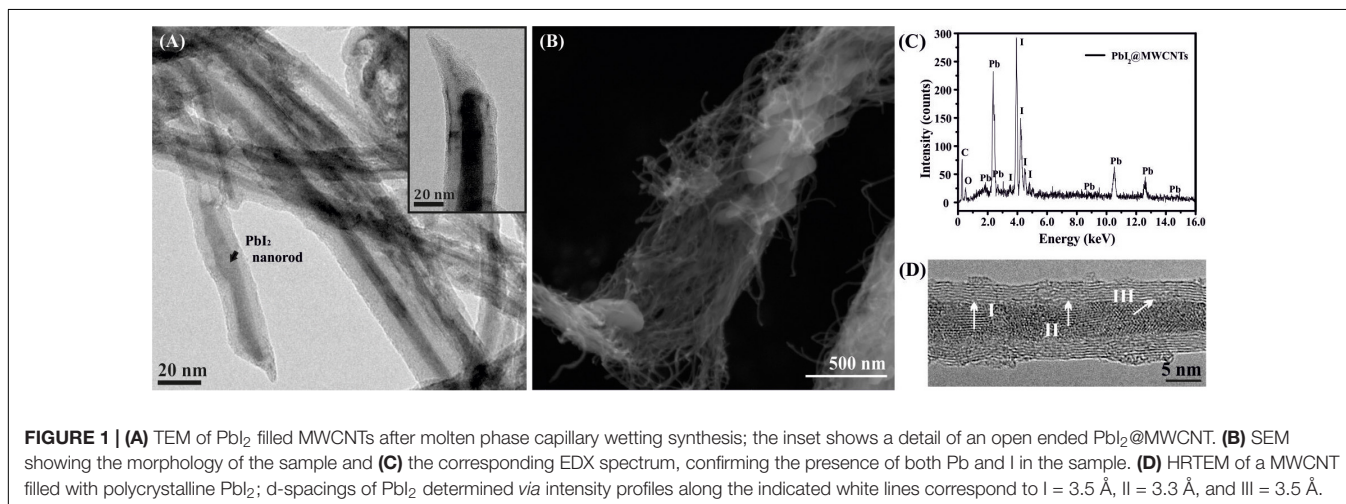 (A)
20 nm
PbI₂
nanorod
20 nm
(B)
500 nm
(C)
PbI₂@MWCNTs
Intensity (counts)
300
250
200
150
100
50
0
C
O
Pb
Pb
Pb
I
I
I
I
I
Pb
Pb
Pb
Pb
0 2.0 4.0 6.0 8.0 10.0 12.0 14.0 16.0
Energy (keV)
(D)
I
II
III
5 nm
FIGURE 1 | (A) TEM of PbI₂ filled MWCNTs after molten phase capillary wetting synthesis; the inset shows a detail of an open ended PbI₂@MWCNT. (B) SEM
showing the morphology of the sample and (C) the corresponding EDX spectrum, confirming the presence of both Pb and I in the sample. (D) HRTEM of a MWCNT
filled with polycrystalline PbI₂; d-spacings of PbI₂ determined via intensity profiles along the indicated white lines correspond to I = 3.5 Å, II = 3.3 Å, and III = 3.5 Å.